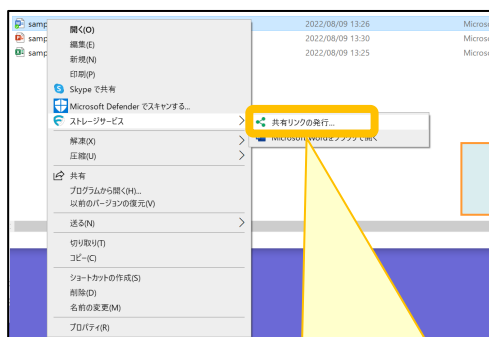 samp
2022/08/09 13:26
Micros
samp
2022/08/09 13:30
Micros
samp
2022/08/09 13:25
Micros
開く(O)
編集(E)
新規(N)
印刷(P)
Skype で共有
Microsoft Defender でスキャンする...
ストレージサービス
共有リンクの発行...
Microsoft Wordをブラウザで開く
解凍(X)
圧縮(U)
共有
プログラムから開く(H)...
以前のバージョンの復元(V)
送る(N)
切り取り(T)
コピー(C)
ショートカットの作成(S)
削除(D)
名前の変更(M)
プロパティ(R)